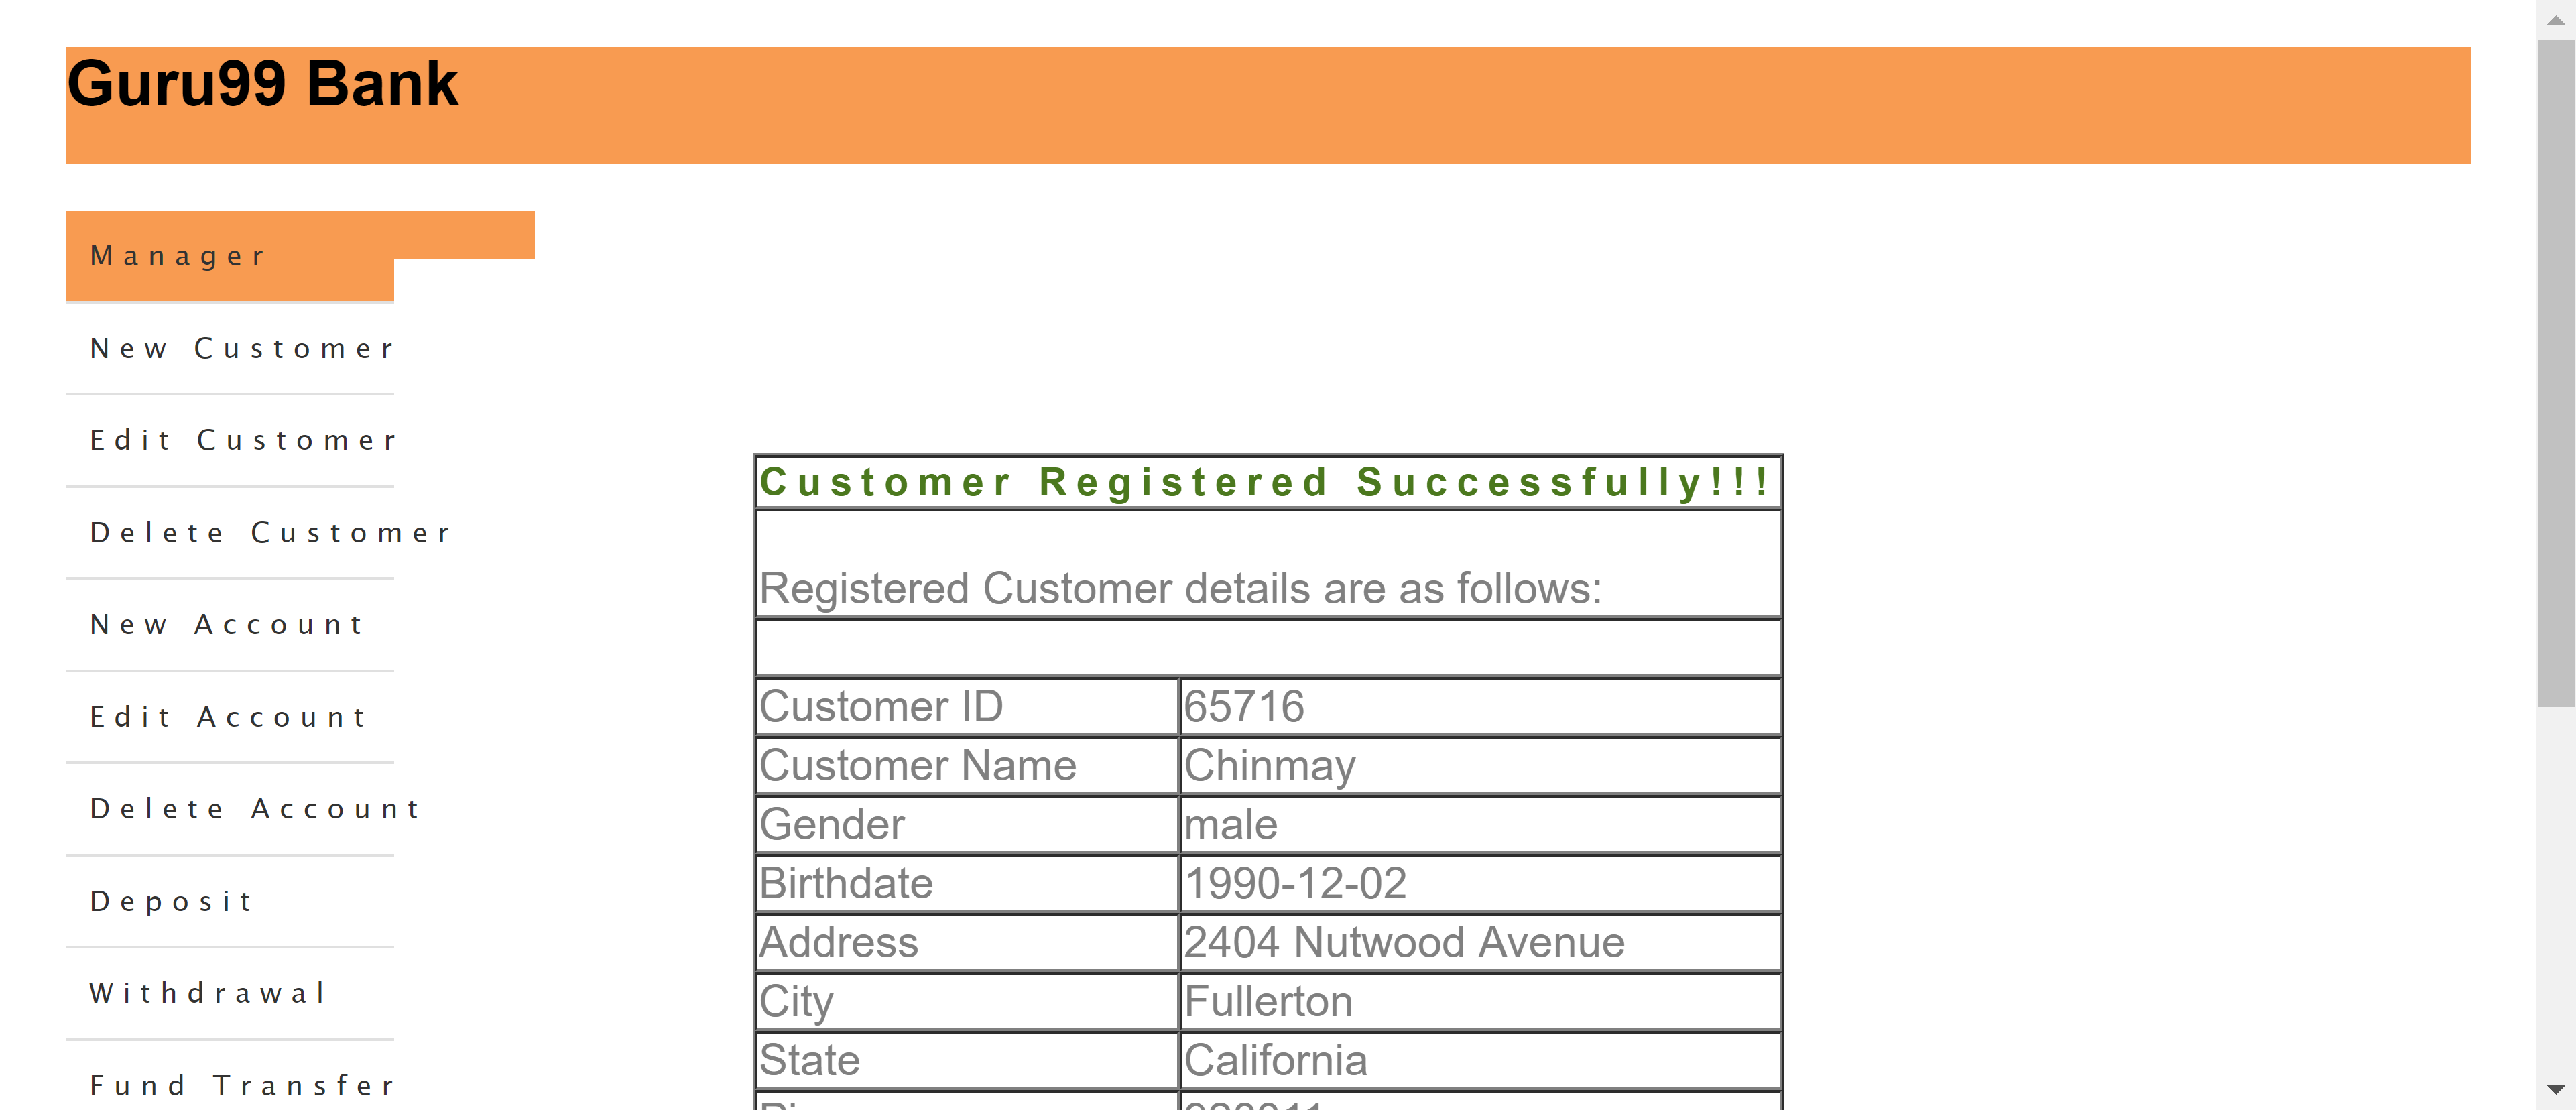 Guru99 Bank
Manager
New Customer
Edit Customer
Delete Customer
New Account
Edit Account
Delete Account
Deposit
Withdrawal
Fund Transfer
Customer Registered Successfully!!!
Registered Customer details are as follows:
Customer ID 65716
Customer Name Chinmay
Gender male
Birthdate 1990-12-02
Address 2404 Nutwood Avenue
City Fullerton
State California